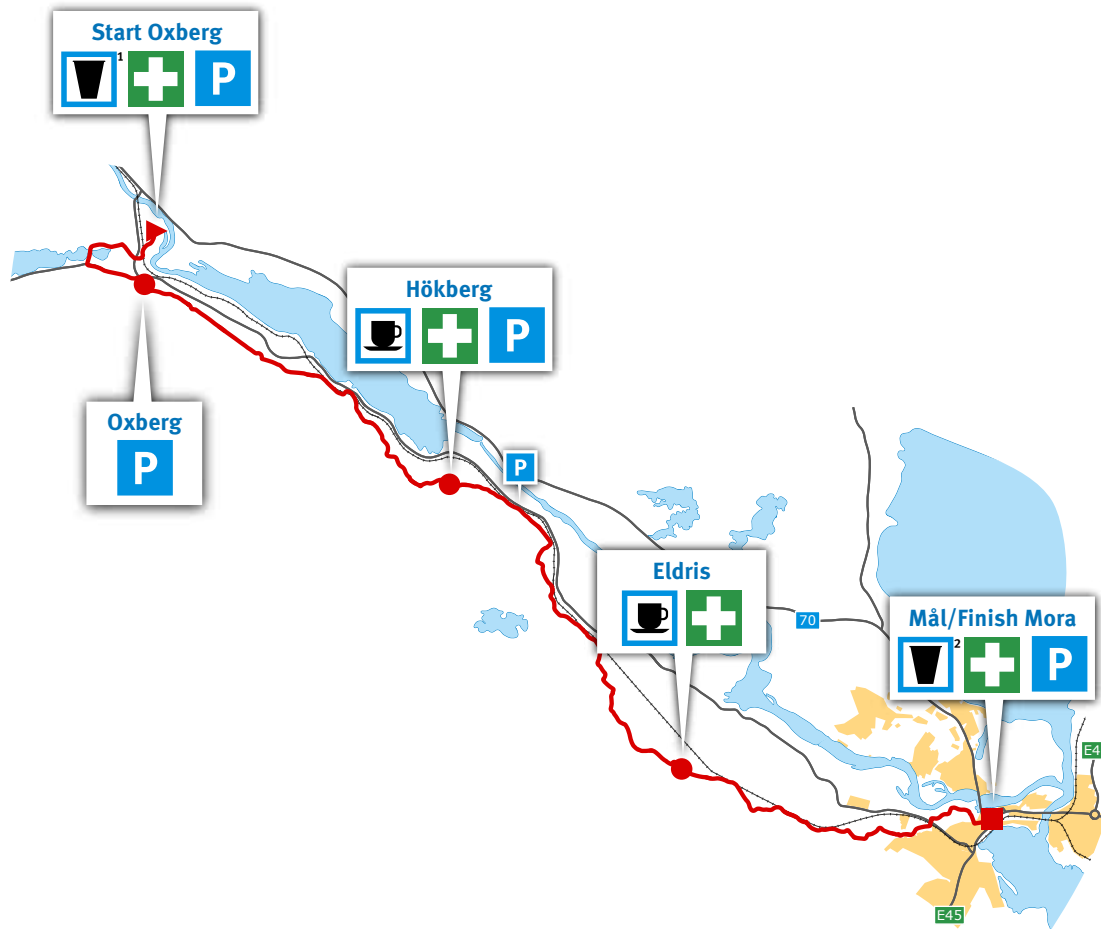 Start Oxberg
1
P
Hökberg
P
Oxberg
P
P
Eldris
70
Mål/Finish Mora
2
P
E4
E45